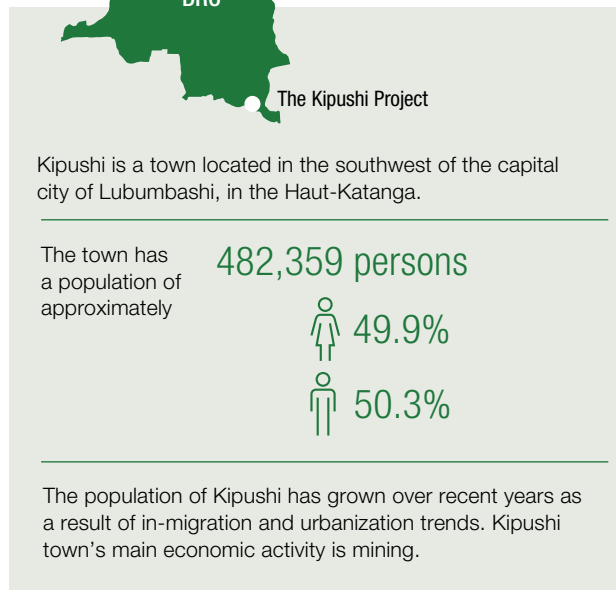 DRC
The Kipushi Project
Kipushi is a town located in the southwest of the capital
city of Lubumbashi, in the Haut-Katanga.
The town has
a population of
approximately
482,359 persons
49.9%
50.3%
The population of Kipushi has grown over recent years as
a result of in-migration and urbanization trends. Kipushi
town's main economic activity is mining.